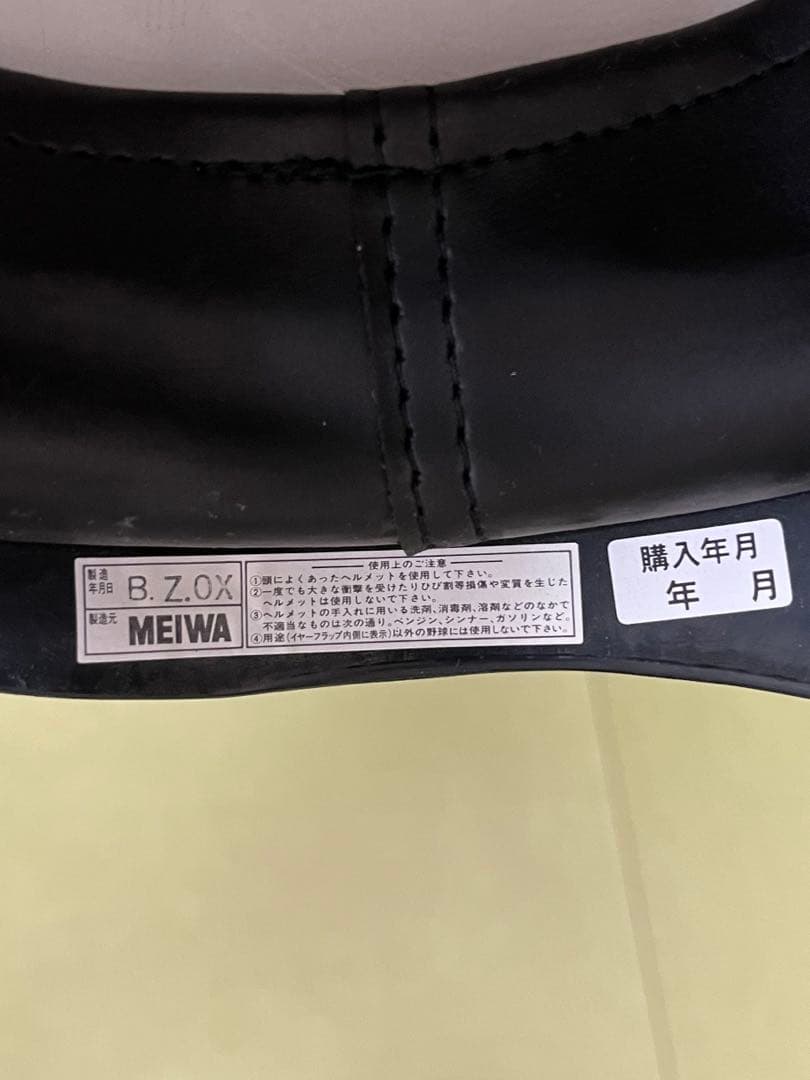 製造
年月日
B. Z. OX
製造元
MEIWA
使用上のご注意
①頭によくあったヘルメットを使用して下さい。
②一度でも大きな衝撃を受けたりひび割等損傷や変質を生じた
ヘルメットは使用しないで下さい。
③ヘルメットの手入れに用いる洗剤、消毒剤、溶剤などのなかで
不適当なものは次の通り。ベンジン、シンナー、ガソリンなど。
④用途(イヤーフラップ内側に表示)以外の野球には使用しないで下さい。
購入年月
年 月